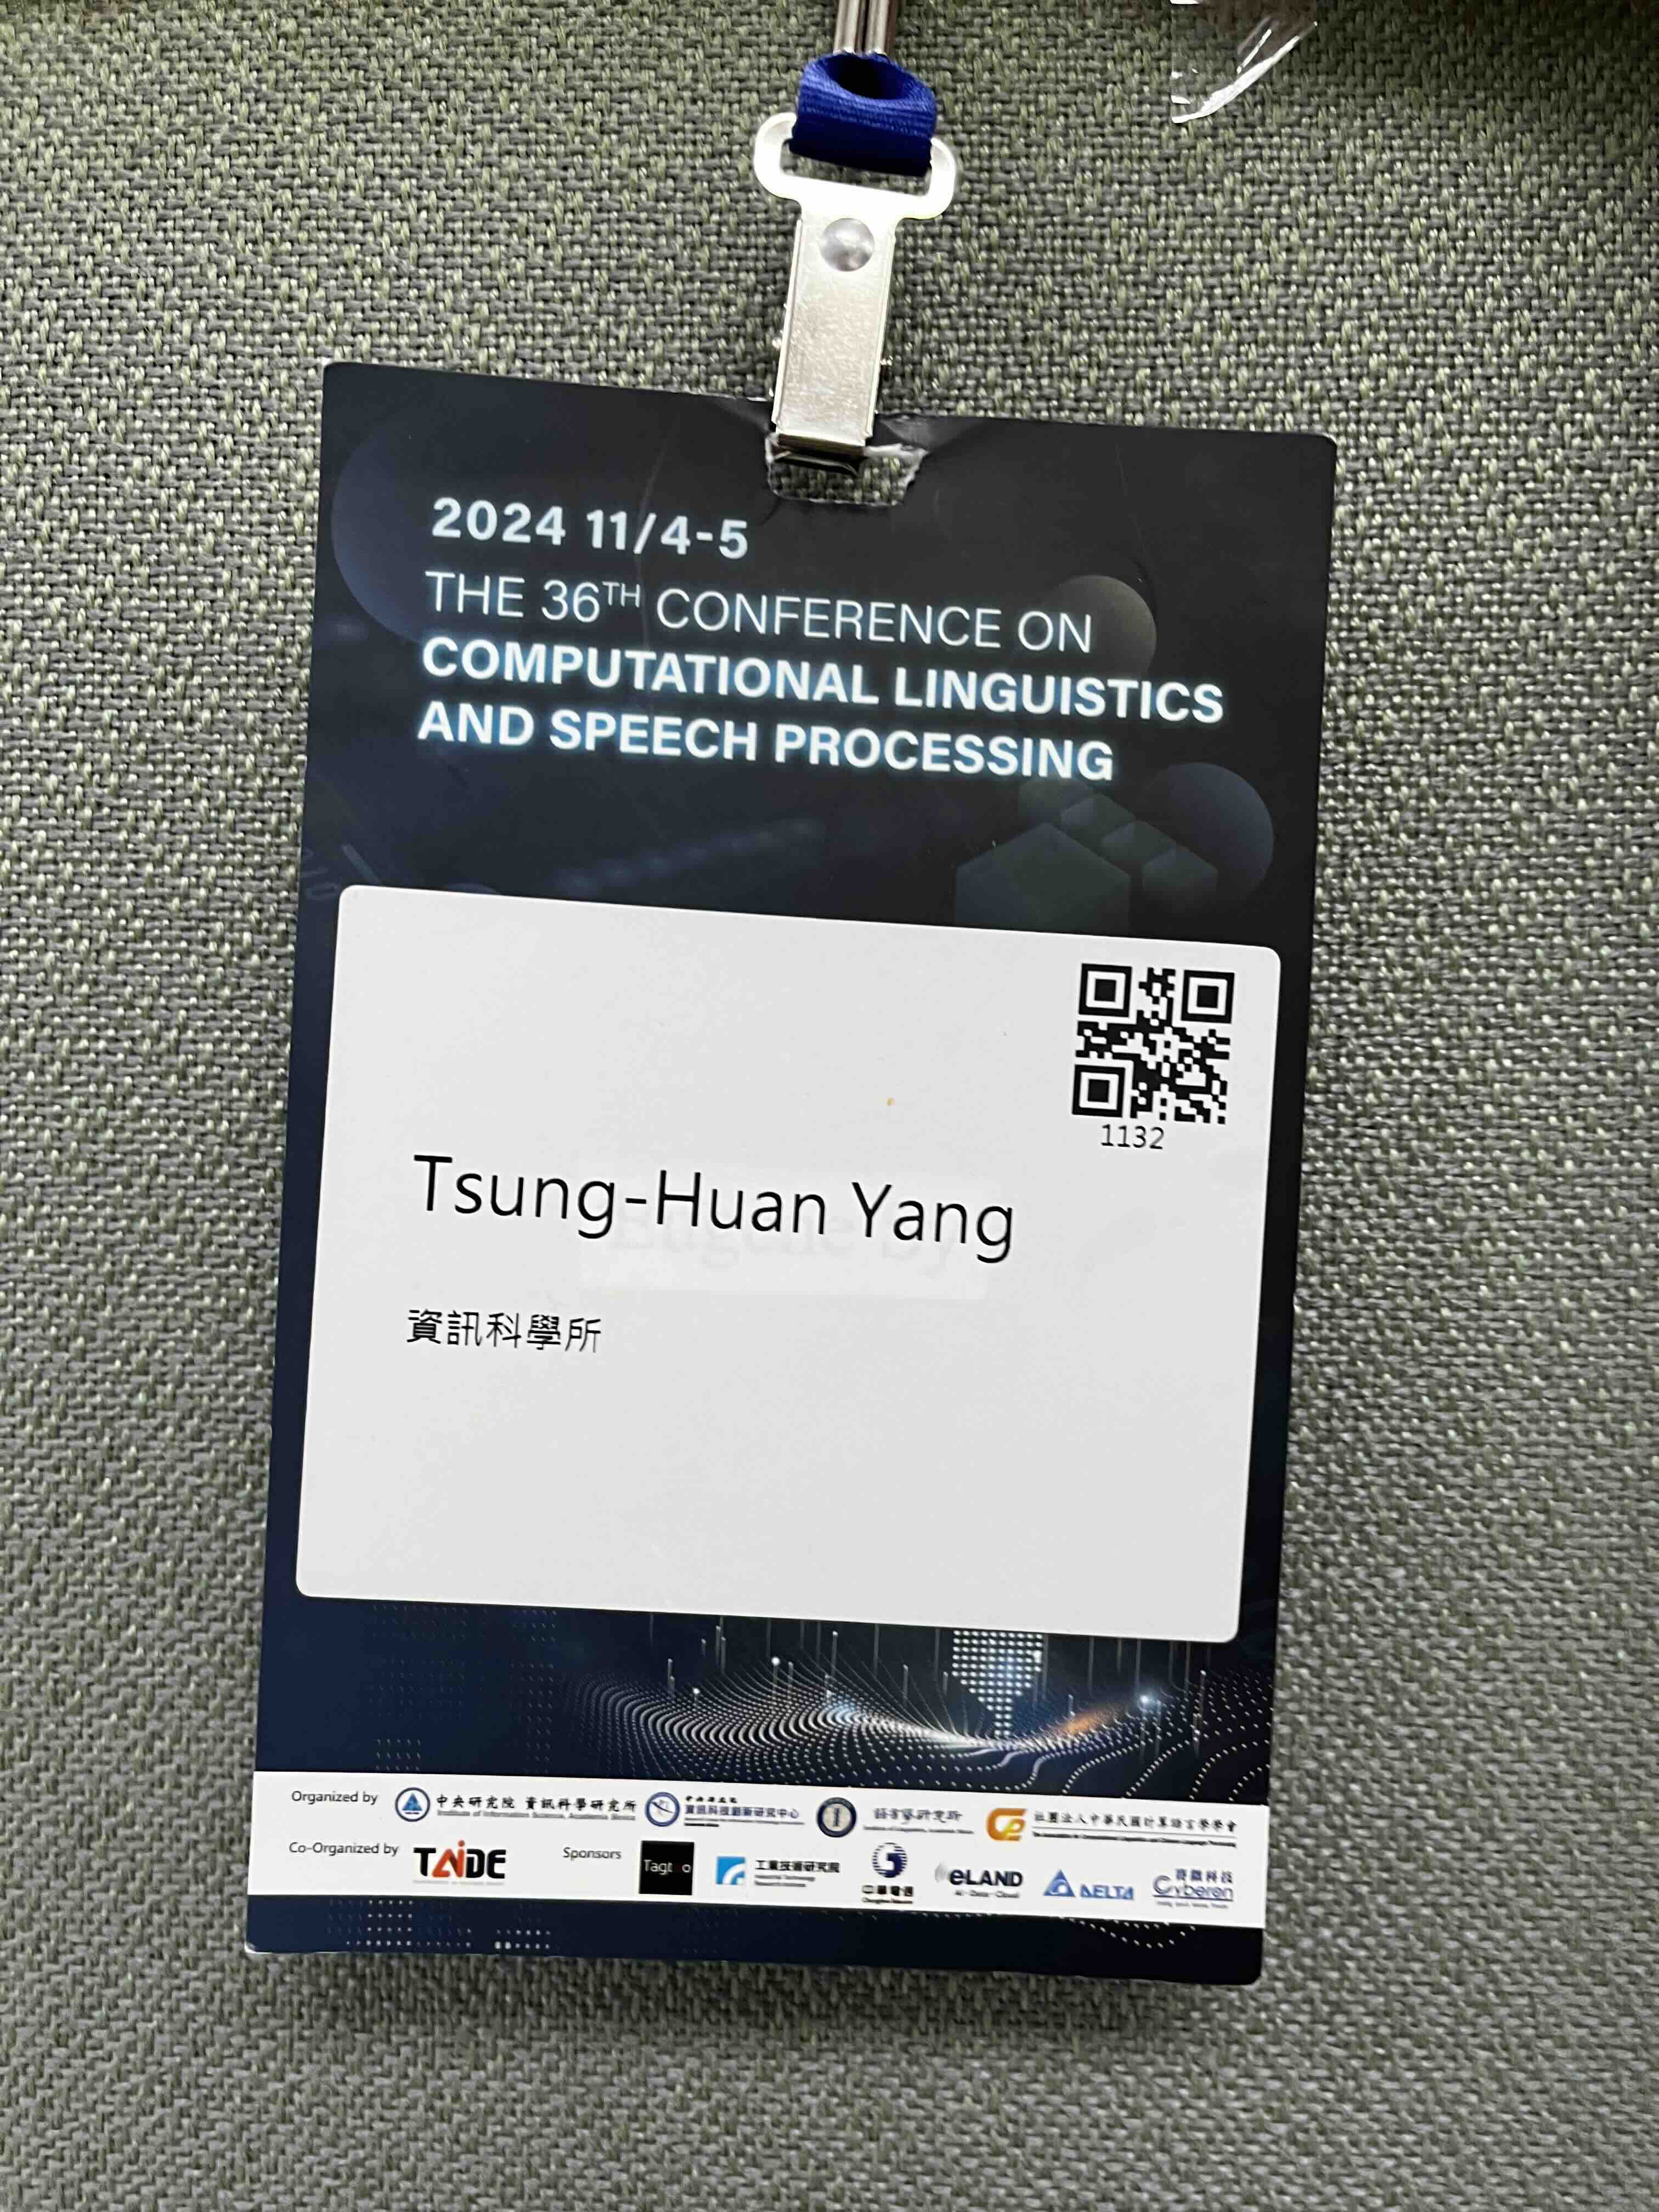 2024 11/4-5
THE 36TH CONFERENCE ON
COMPUTATIONAL LINGUISTICS
AND SPEECH PROCESSING
1132
Tsung-Huan Yang
資訊科學所
Organized by
中央研究院 資訊科學研究所
Institute of Information Science, Academia Sinica
資訊科技創新研究中心
語言學研究所
社團法人中華民國計算語言學學會
Co-Organized by
TAIDE
Sponsors
工業技術研究院
Industrial Technology
Research Institute
中華電信
eLAND
AI · Data · Cloud
DELTA
賽微科技
Cyberon